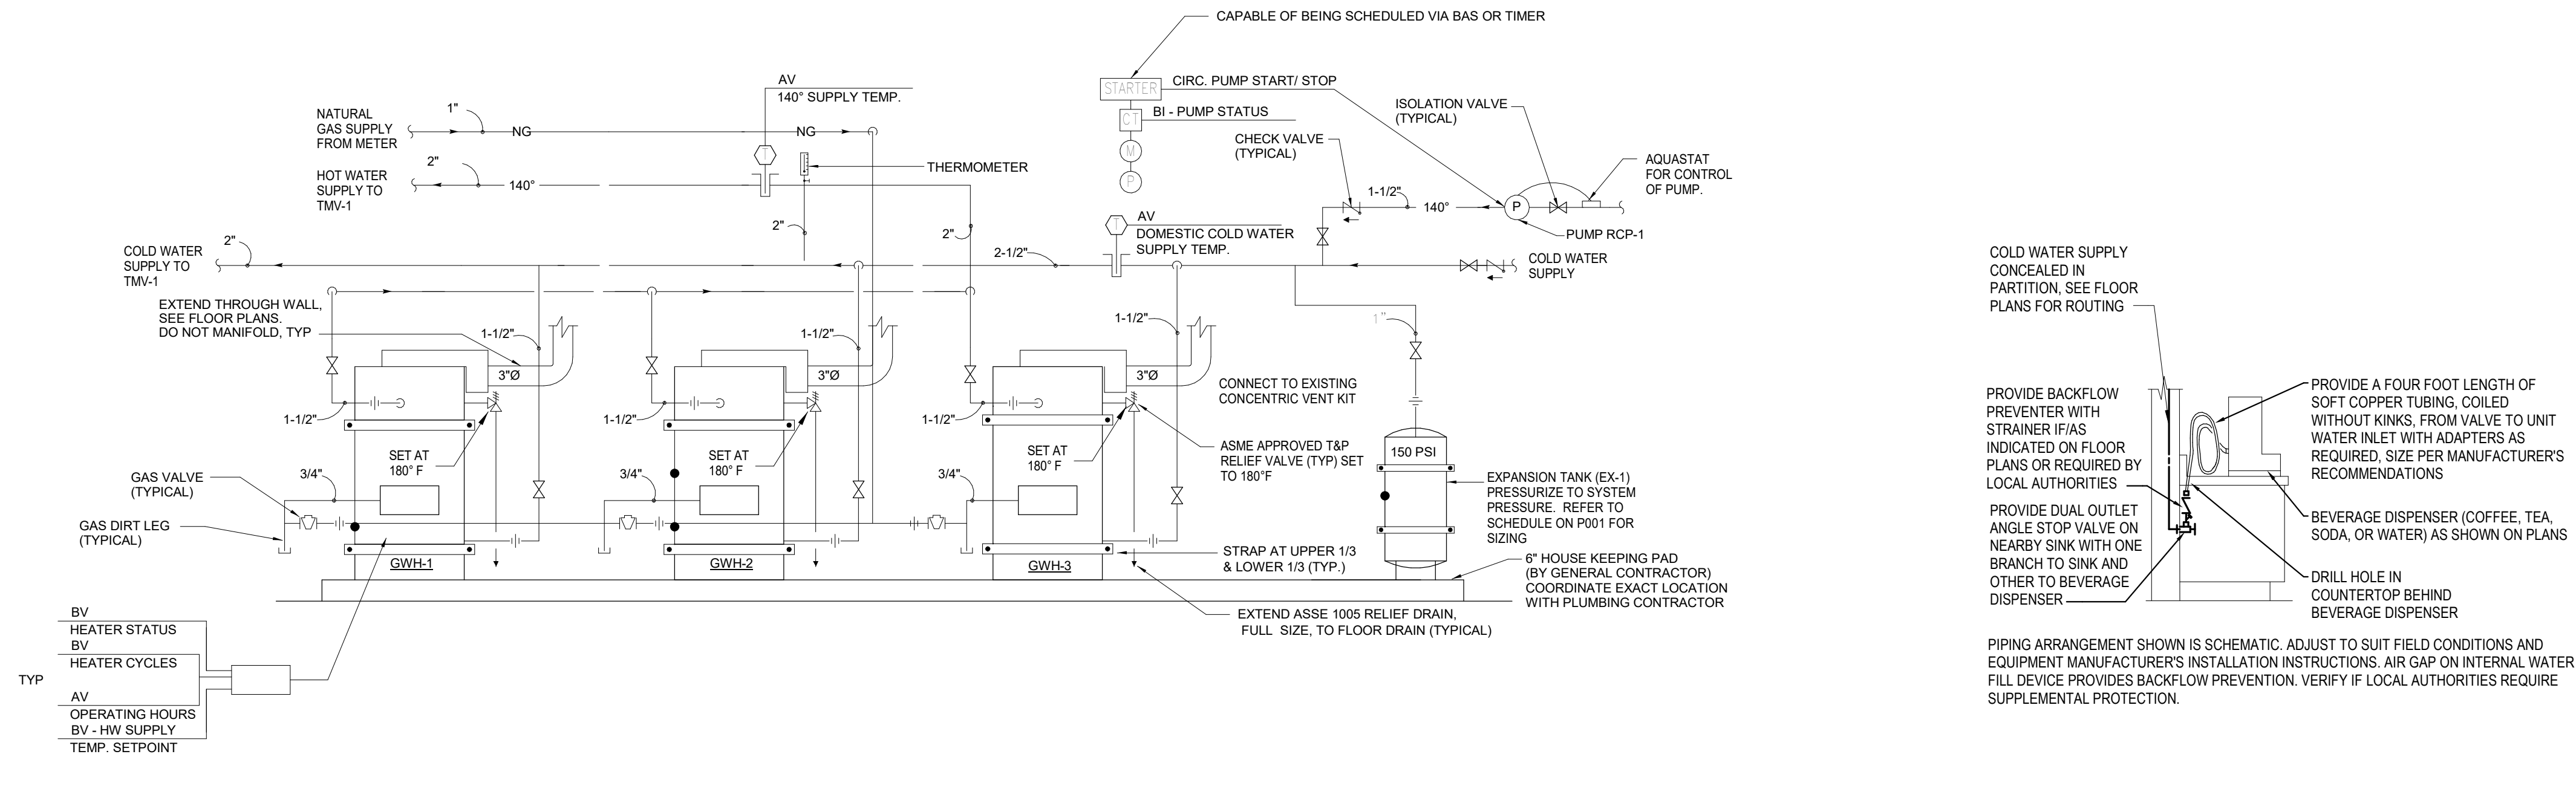 CAPABLE OF BEING SCHEDULED VIA BAS OR TIMER
STARTER
CIRC. PUMP START/ STOP
CT
BI - PUMP STATUS
M
P
AV
140° SUPPLY TEMP.
T
THERMOMETER
NATURAL
GAS SUPPLY
FROM METER
1"
NG
NG
HOT WATER
SUPPLY TO
TMV-1
2"
140°
2"
2"
CHECK VALVE
(TYPICAL)
ISOLATION VALVE
(TYPICAL)
AQUASTAT
FOR CONTROL
OF PUMP.
1-1/2"
140°
P
PUMP RCP-1
T
AV
DOMESTIC COLD WATER
SUPPLY TEMP.
2-1/2"
COLD WATER
SUPPLY
COLD WATER
SUPPLY TO
TMV-1
2"
EXTEND THROUGH WALL,
SEE FLOOR PLANS.
DO NOT MANIFOLD, TYP
1-1/2"
1-1/2"
1-1/2"
1"
3"Ø
3"Ø
3"Ø
1-1/2"
1-1/2"
1-1/2"
CONNECT TO EXISTING
CONCENTRIC VENT KIT
SET AT
180° F
SET AT
180° F
SET AT
180° F
ASME APPROVED T&P
RELIEF VALVE (TYP) SET
TO 180°F
150 PSI
EXPANSION TANK (EX-1)
PRESSURIZE TO SYSTEM
PRESSURE. REFER TO
SCHEDULE ON P001 FOR
SIZING
GAS VALVE
(TYPICAL)
3/4"
3/4"
3/4"
GAS DIRT LEG
(TYPICAL)
GWH-1
GWH-2
GWH-3
STRAP AT UPPER 1/3
& LOWER 1/3 (TYP.)
6" HOUSE KEEPING PAD
(BY GENERAL CONTRACTOR)
COORDINATE EXACT LOCATION
WITH PLUMBING CONTRACTOR
EXTEND ASSE 1005 RELIEF DRAIN,
FULL SIZE, TO FLOOR DRAIN (TYPICAL)
TYP
BV
HEATER STATUS
BV
HEATER CYCLES
AV
OPERATING HOURS
BV - HW SUPPLY
TEMP. SETPOINT
COLD WATER SUPPLY
CONCEALED IN
PARTITION, SEE FLOOR
PLANS FOR ROUTING
PROVIDE BACKFLOW
PREVENTER WITH
STRAINER IF/AS
INDICATED ON FLOOR
PLANS OR REQUIRED BY
LOCAL AUTHORITIES
PROVIDE DUAL OUTLET
ANGLE STOP VALVE ON
NEARBY SINK WITH ONE
BRANCH TO SINK AND
OTHER TO BEVERAGE
DISPENSER
PROVIDE A FOUR FOOT LENGTH OF
SOFT COPPER TUBING, COILED
WITHOUT KINKS, FROM VALVE TO UNIT
WATER INLET WITH ADAPTERS AS
REQUIRED, SIZE PER MANUFACTURER'S
RECOMMENDATIONS
BEVERAGE DISPENSER (COFFEE, TEA,
SODA, OR WATER) AS SHOWN ON PLANS
DRILL HOLE IN
COUNTERTOP BEHIND
BEVERAGE DISPENSER
PIPING ARRANGEMENT SHOWN IS SCHEMATIC. ADJUST TO SUIT FIELD CONDITIONS AND
EQUIPMENT MANUFACTURER'S INSTALLATION INSTRUCTIONS. AIR GAP ON INTERNAL WATER
FILL DEVICE PROVIDES BACKFLOW PREVENTION. VERIFY IF LOCAL AUTHORITIES REQUIRE
SUPPLEMENTAL PROTECTION.